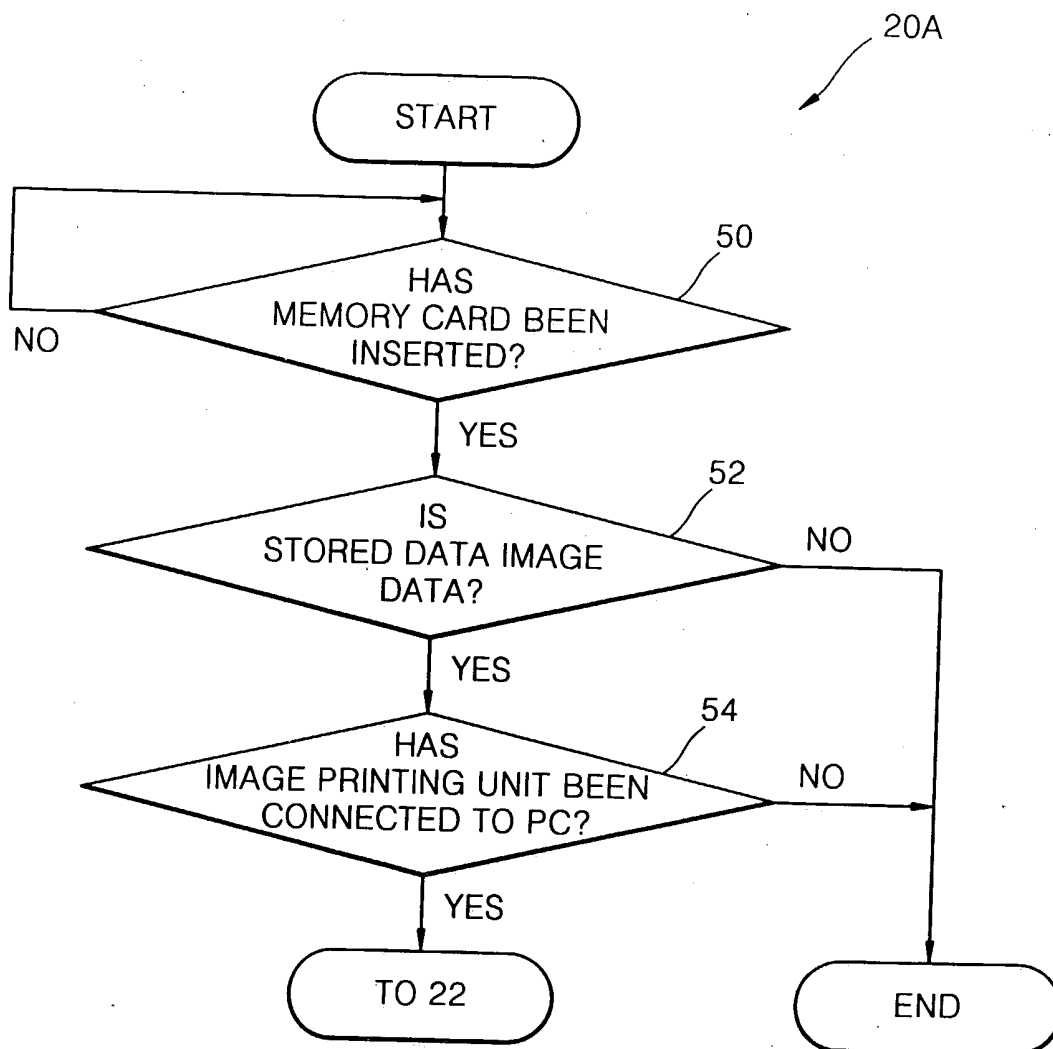 20A
START
50
HAS
MEMORY CARD BEEN
INSERTED?
NO
YES
52
IS
STORED DATA IMAGE
DATA?
NO
YES
54
HAS
IMAGE PRINTING UNIT BEEN
CONNECTED TO PC?
NO
YES
TO 22
END